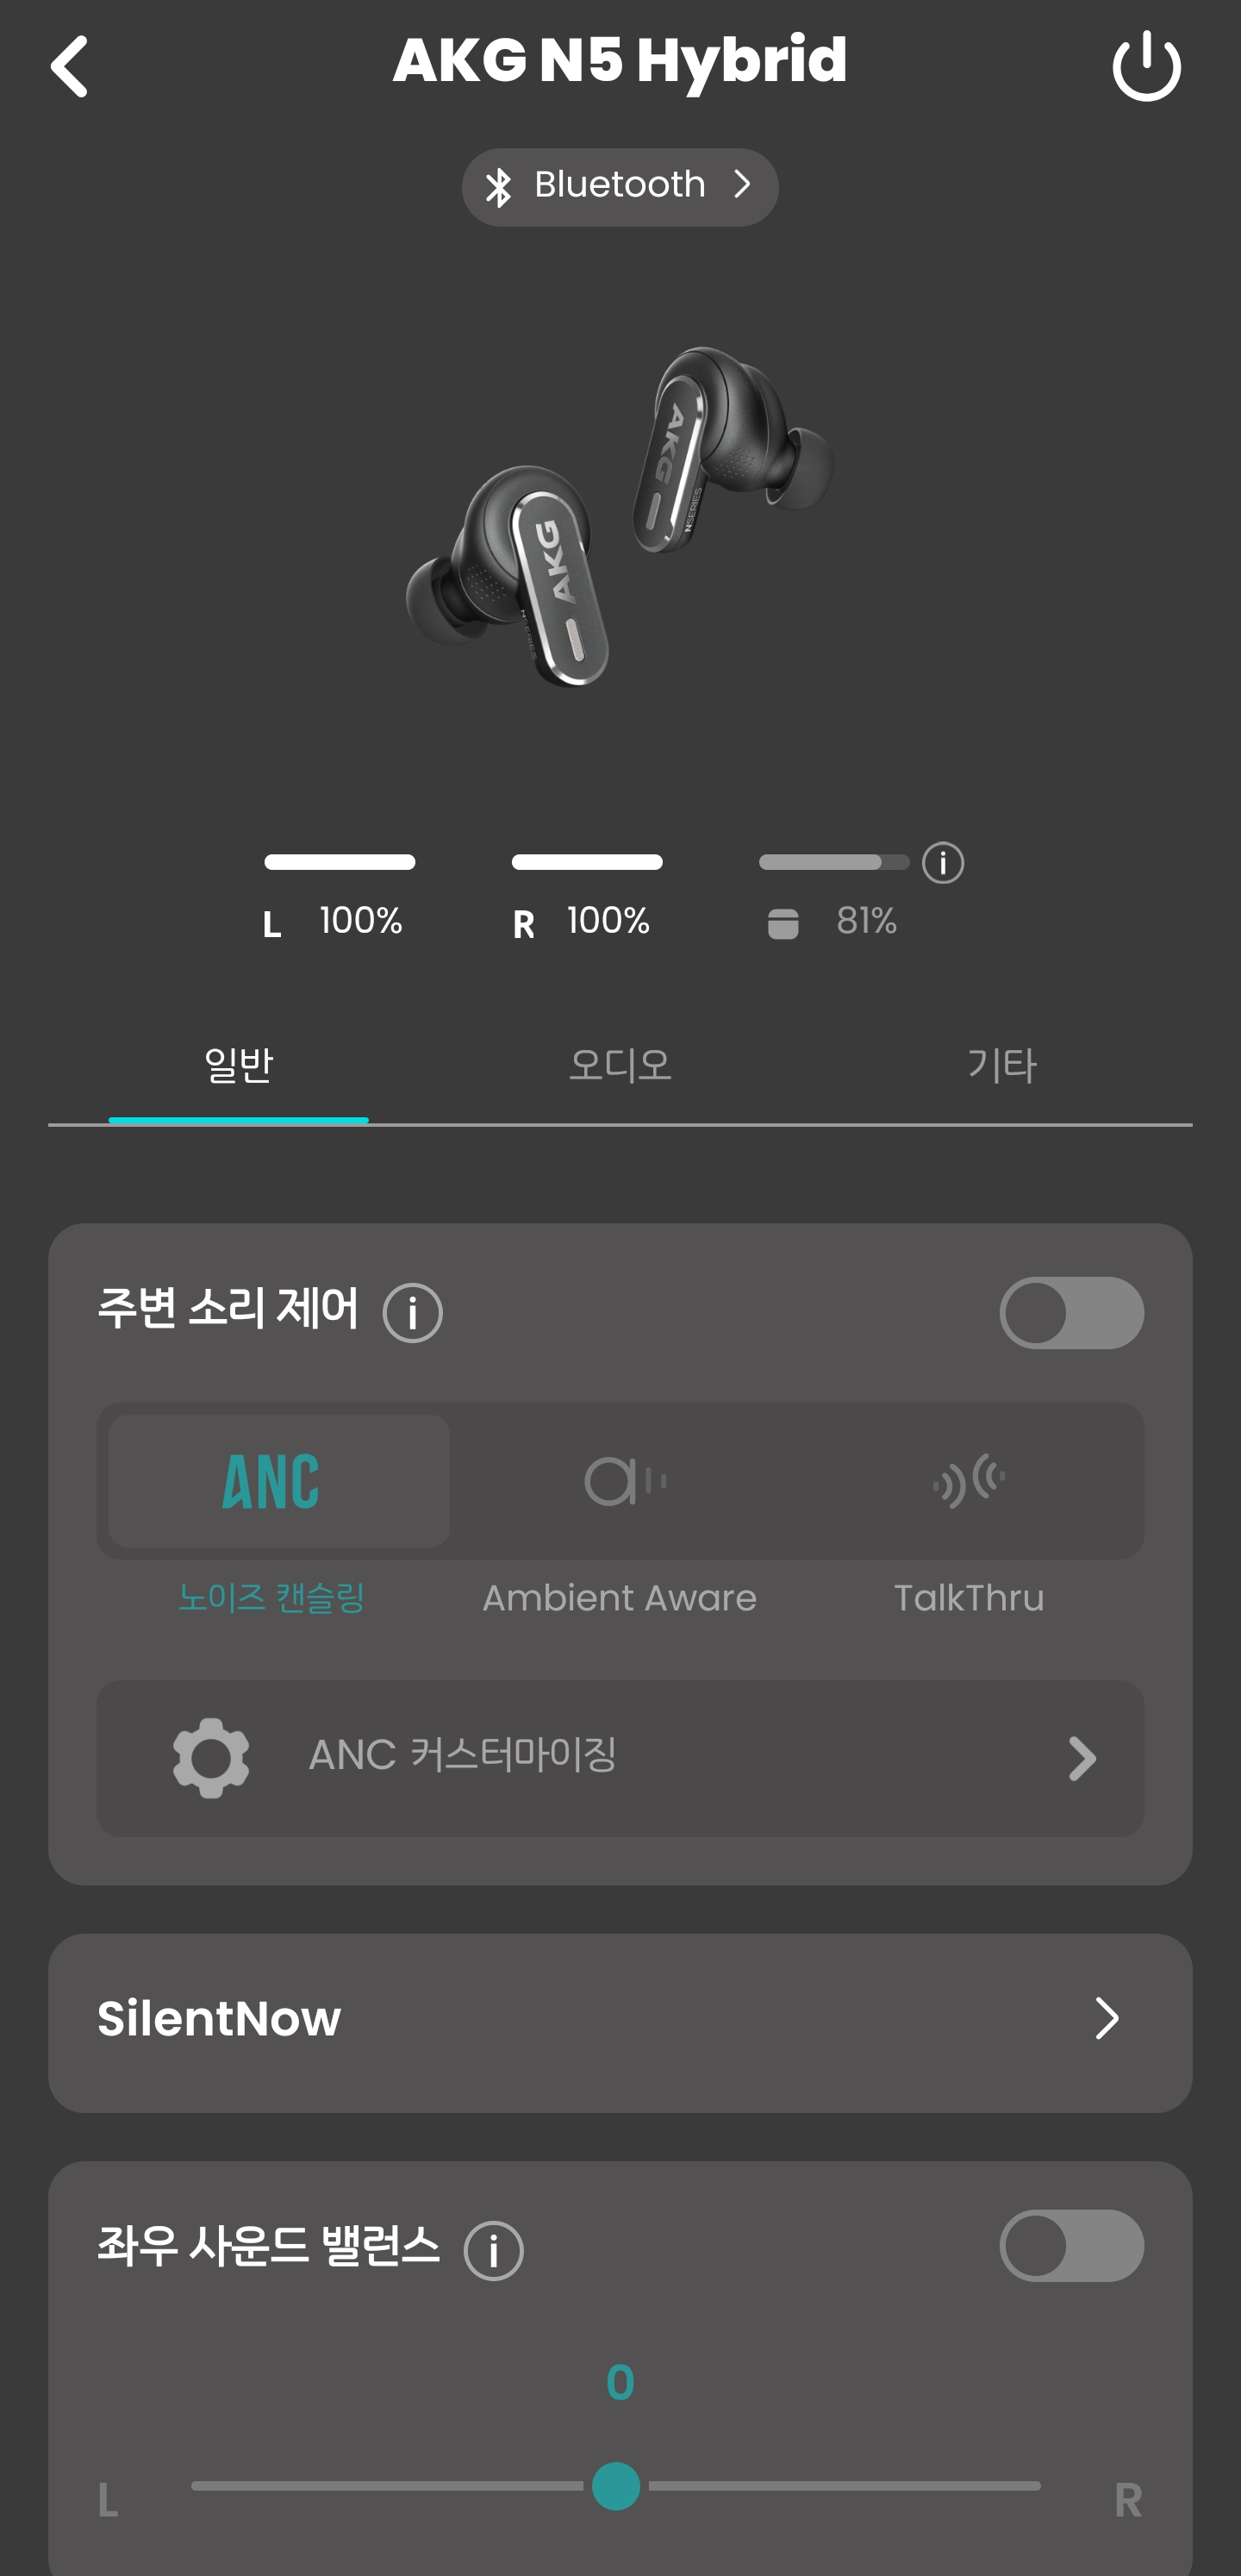 AKG N5 Hybrid
Bluetooth
AKG
NSERIES
AKG
NSERIES
L 100% R 100% 81%
일반 오디오 기타
주변 소리 제어
ANC
노이즈 캔슬링 Ambient Aware TalkThru
ANC 커스터마이징
SilentNow
좌우 사운드 밸런스
0
L R